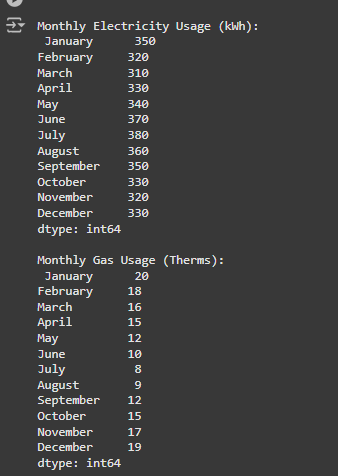 Monthly Electricity Usage (kWh):
 January      350
February     320
March        310
April        330
May          340
June         370
July         380
August       360
September    350
October      330
November     320
December     330
dtype: int64
Monthly Gas Usage (Therms):
 January      20
February     18
March        16
April        15
May          12
June         10
July          8
August        9
September    12
October      15
November     17
December     19
dtype: int64